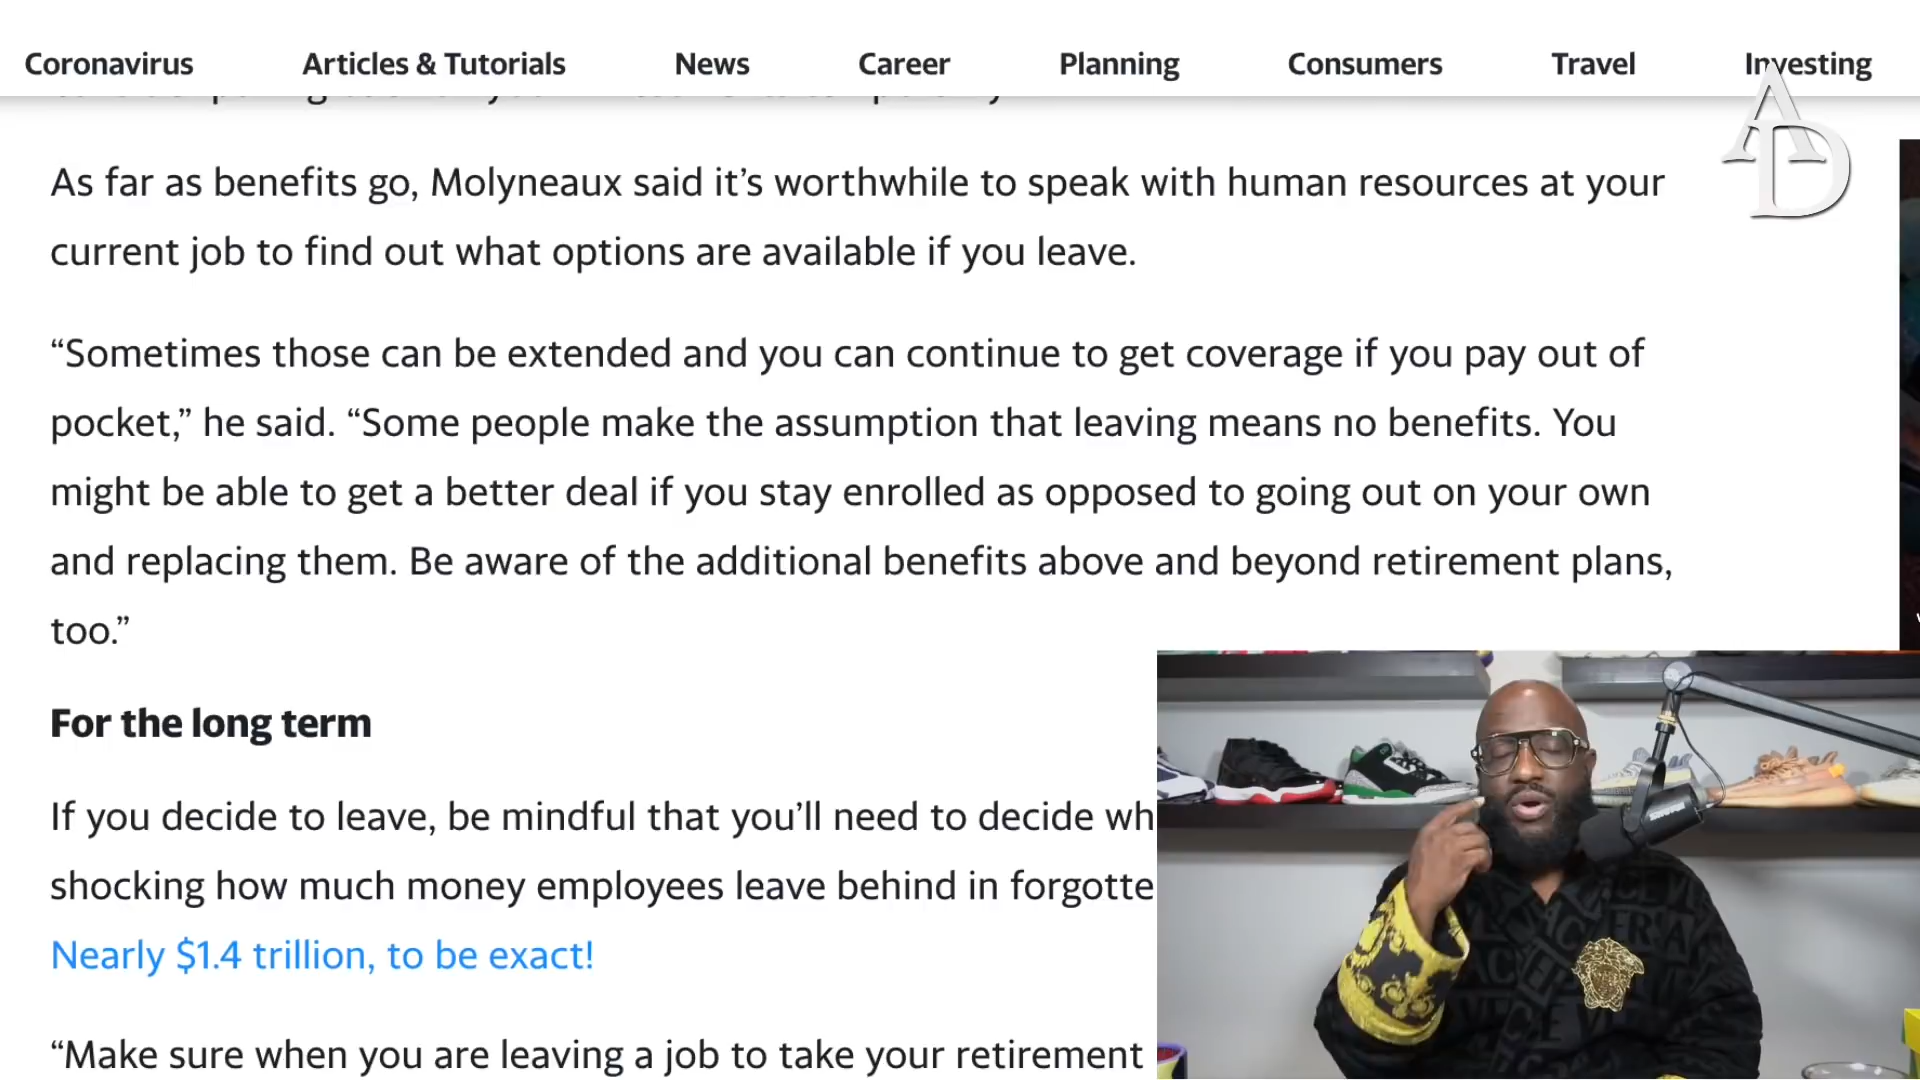 Coronavirus Articles & Tutorials News Career Planning Consumers Travel Investing
AD
As far as benefits go, Molyneaux said it’s worthwhile to speak with human resources at your
current job to find out what options are available if you leave.
“Sometimes those can be extended and you can continue to get coverage if you pay out of
pocket,” he said. “Some people make the assumption that leaving means no benefits. You
might be able to get a better deal if you stay enrolled as opposed to going out on your own
and replacing them. Be aware of the additional benefits above and beyond retirement plans,
too.”
For the long term
If you decide to leave, be mindful that you’ll need to decide wh
shocking how much money employees leave behind in forgotte
Nearly $1.4 trillion, to be exact!
“Make sure when you are leaving a job to take your retirement